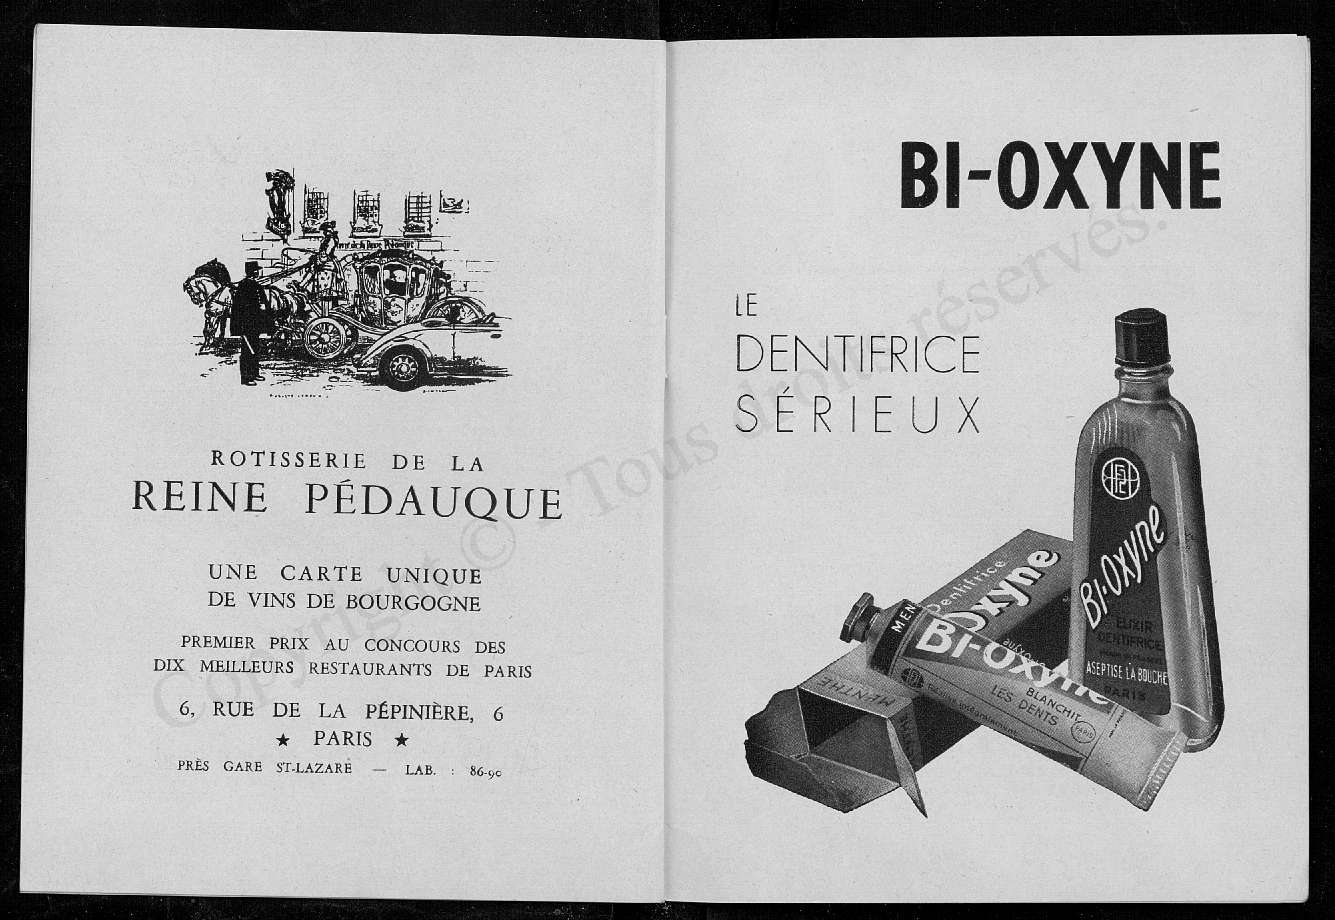 ROTISSERIE DE LA
REINE PÉDAUQUE
UNE CARTE UNIQUE
DE VINS DE BOURGOGNE
PREMIER PRIX AU CONCOURS DES
DIX MEILLEURS RESTAURANTS DE PARIS
6, RUE DE LA PÉPINIÈRE, 6
★ PARIS ★
PRÈS GARE ST-LAZARE — LAB. : 86-90
BI-OXYNE
LE
DENTIFRICE
SÉRIEUX
Bi-Oxyne
ELIXIR
DENTIFRICE
ASEPTISE LA BOUCHE
PARIS
Dentifrice
Oxyne
MEN
BI-OXYNE
BLANCHIT
LES DENTS
PARIS
MENTHE
Copyright © - Tous droits réservés.